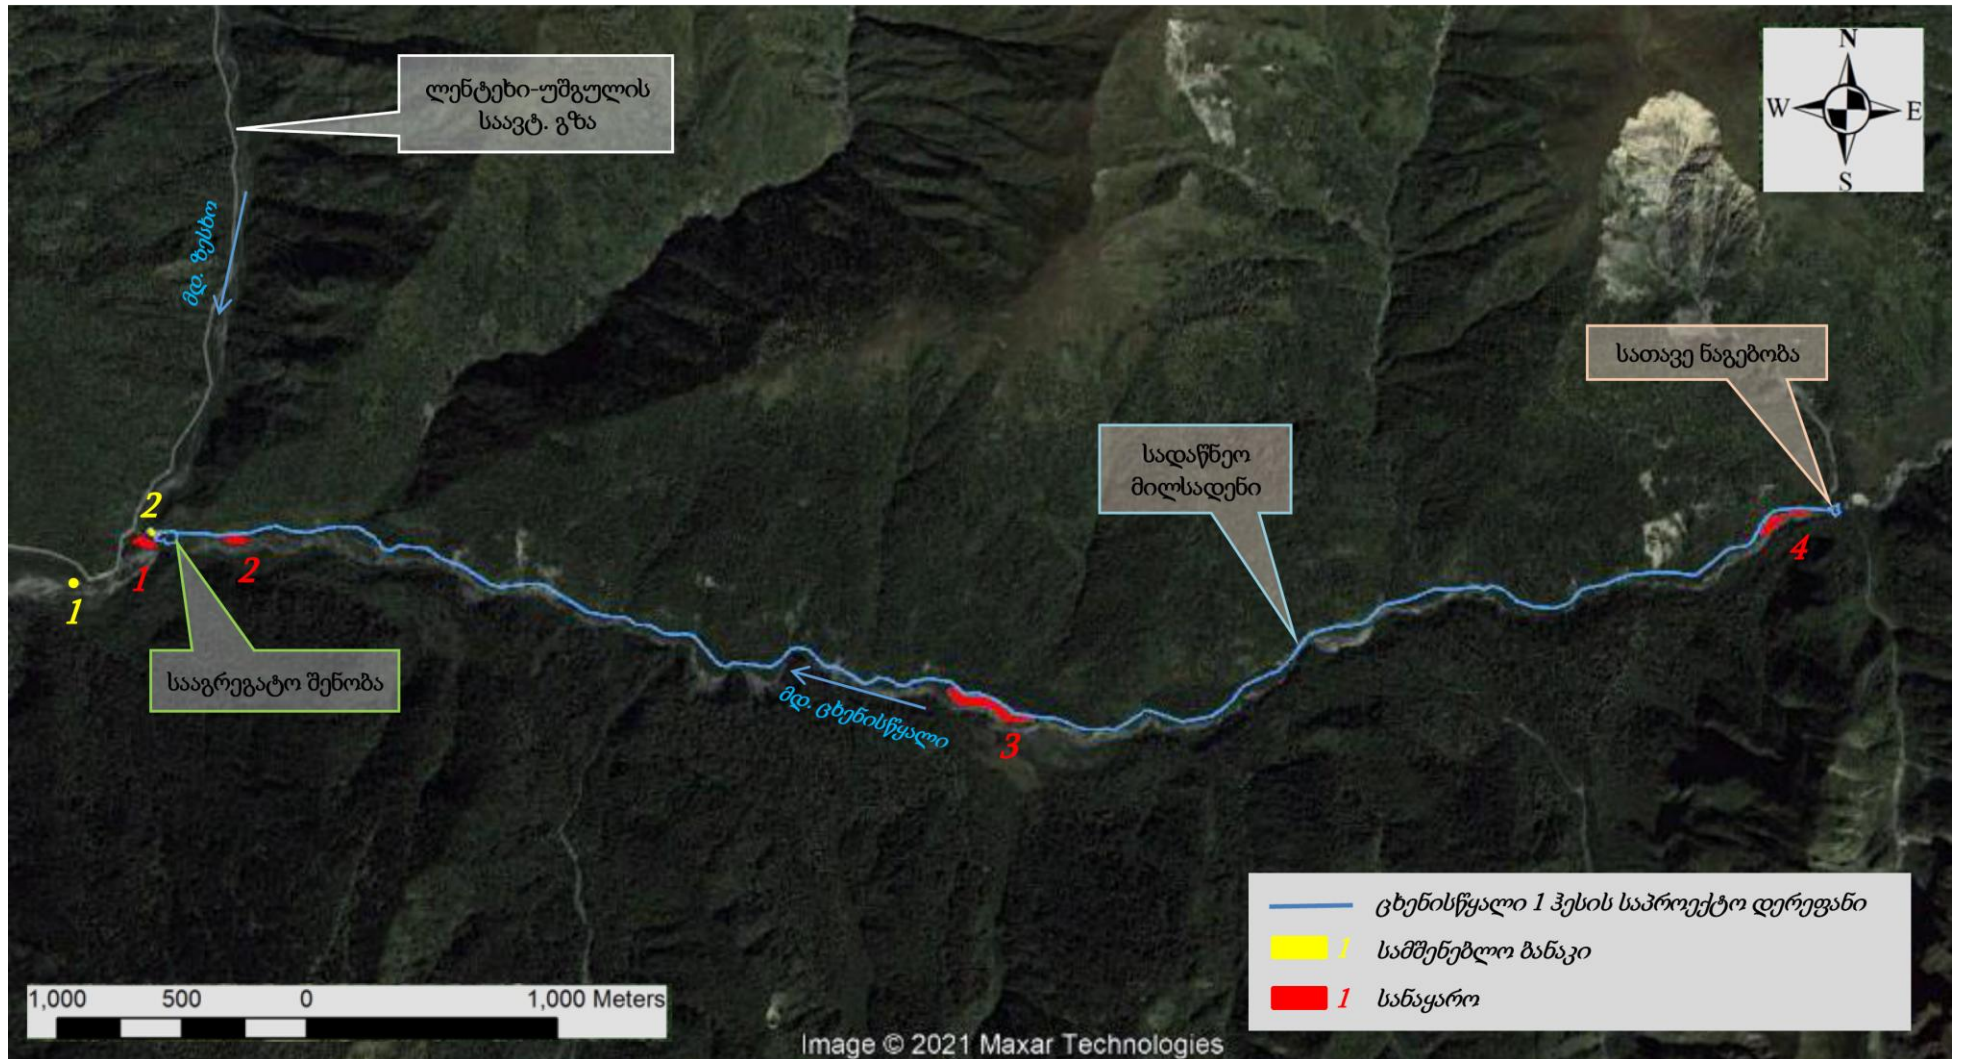 N
W
E
S
ლენტეხი-უშგულის
საავტ. გზა
მდ. ზესხო
სათავე ნაგებობა
სადაწნეო
მილსადენი
2
1
1
2
4
3
სააგრეგატო შენობა
მდ. ცხენისწყალი
ცხენისწყალი 1 ჰესის საპროექტო დერეფანი
1 სამშენებლო ბანაკი
1 სანაყარო
1,000 500 0 1,000 Meters
Image © 2021 Maxar Technologies